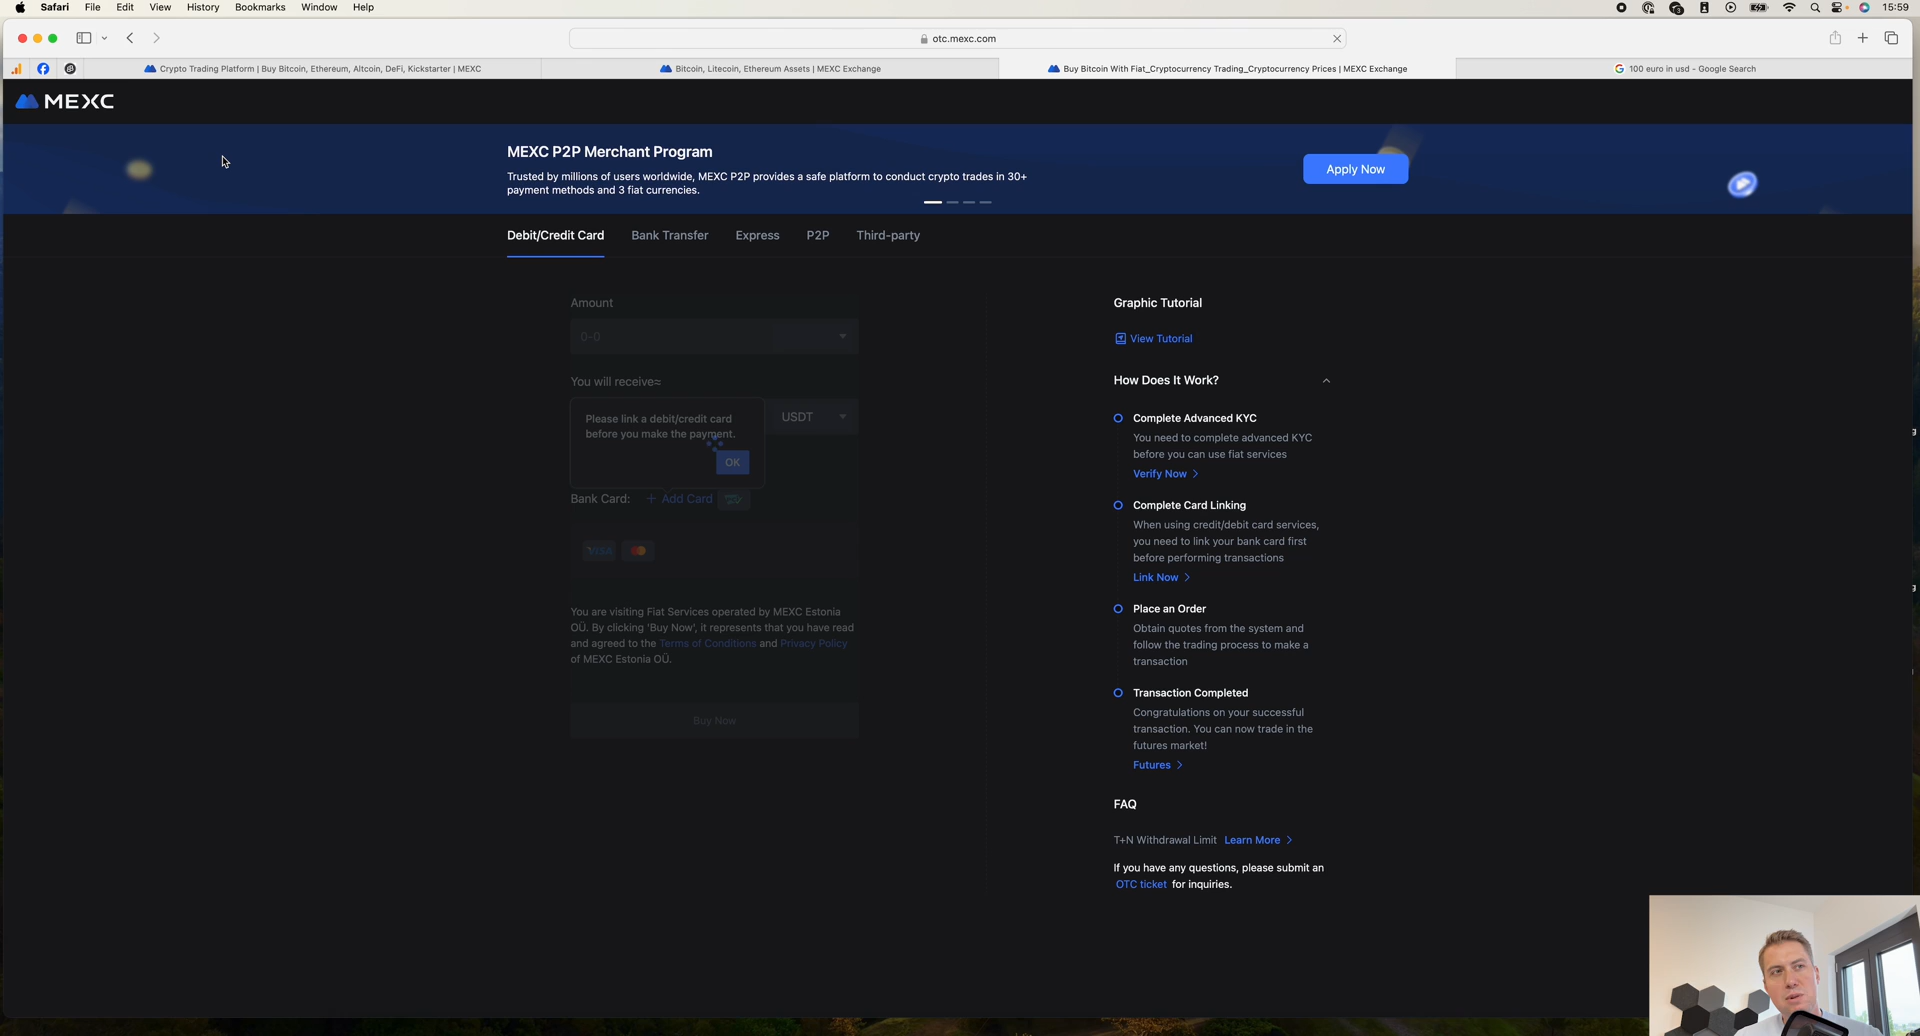 Safari File Edit View History Bookmarks Window Help
15:59
otc.mexc.com
Crypto Trading Platform | Buy Bitcoin, Ethereum, Altcoin, DeFi, Kickstarter | MEXC
Bitcoin, Litecoin, Ethereum Assets | MEXC Exchange
Buy Bitcoin With Fiat_Cryptocurrency Trading_Cryptocurrency Prices | MEXC Exchange
100 euro in usd - Google Search
MEXC
MEXC P2P Merchant Program
Trusted by millions of users worldwide, MEXC P2P provides a safe platform to conduct crypto trades in 30+
payment methods and 3 fiat currencies.
Apply Now
Debit/Credit Card Bank Transfer Express P2P Third-party
Amount
0-0
You will receive≈
Please link a debit/credit card
before you make the payment.
OK
USDT
Bank Card: + Add Card
VISA
You are visiting Fiat Services operated by MEXC Estonia
OÜ. By clicking 'Buy Now', it represents that you have read
and agreed to the Terms of Conditions and Privacy Policy
of MEXC Estonia OÜ.
Buy Now
Graphic Tutorial
View Tutorial
How Does It Work?
Complete Advanced KYC
You need to complete advanced KYC
before you can use fiat services
Verify Now >
Complete Card Linking
When using credit/debit card services,
you need to link your bank card first
before performing transactions
Link Now >
Place an Order
Obtain quotes from the system and
follow the trading process to make a
transaction
Transaction Completed
Congratulations on your successful
transaction. You can now trade in the
futures market!
Futures >
FAQ
T+N Withdrawal Limit Learn More >
If you have any questions, please submit an
OTC ticket for inquiries.